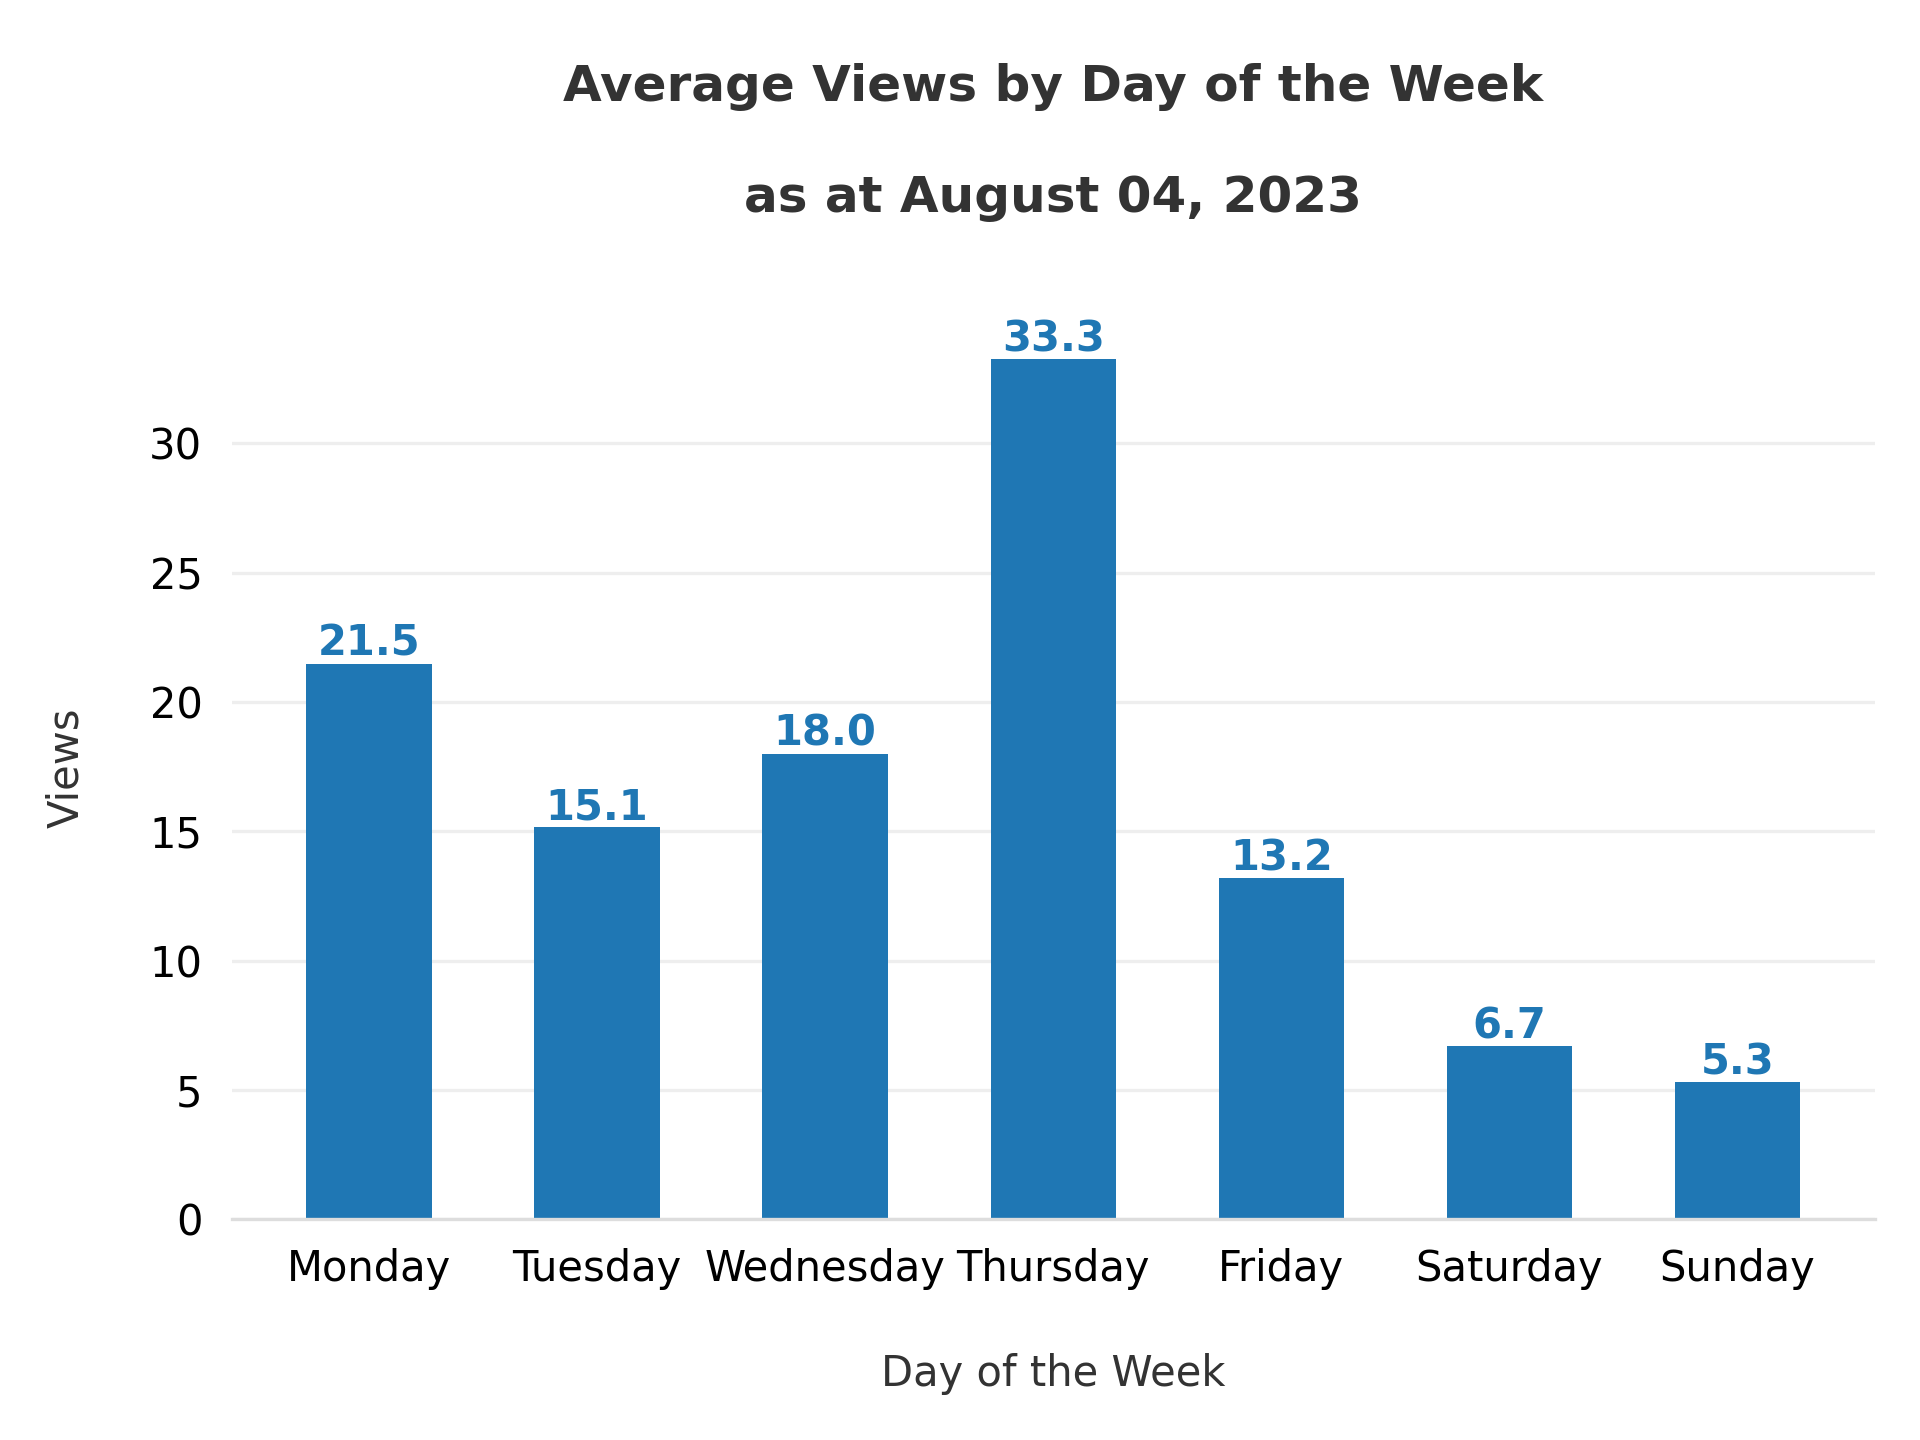 Average Views by Day of the Week
as at August 04, 2023
33.3
30
25
21.5
20
18.0
15.1
15
13.2
10
6.7
5.3
5
0
Views
Monday Tuesday Wednesday Thursday Friday Saturday Sunday
Day of the Week